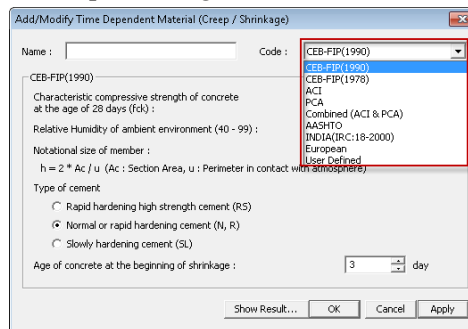 Add/Modify Time Dependent Material (Creep / Shrinkage)
Name : Code : CEB-FIP(1990)
CEB-FIP(1990)
CEB-FIP(1978)
ACI
PCA
Combined (ACI & PCA)
AASHTO
INDIA(IRC:18-2000)
European
User Defined
CEB-FIP(1990)
Characteristic compressive strength of concrete
at the age of 28 days (fck) :
Relative Humidity of ambient environment (40 - 99) :
Notational size of member :
h = 2 * Ac / u (Ac : Section Area, u : Perimeter in contact with atmosphere)
Type of cement
Rapid hardening high strength cement (RS)
Normal or rapid hardening cement (N, R)
Slowly hardening cement (SL)
Age of concrete at the beginning of shrinkage : 3 day
Show Result... OK Cancel Apply